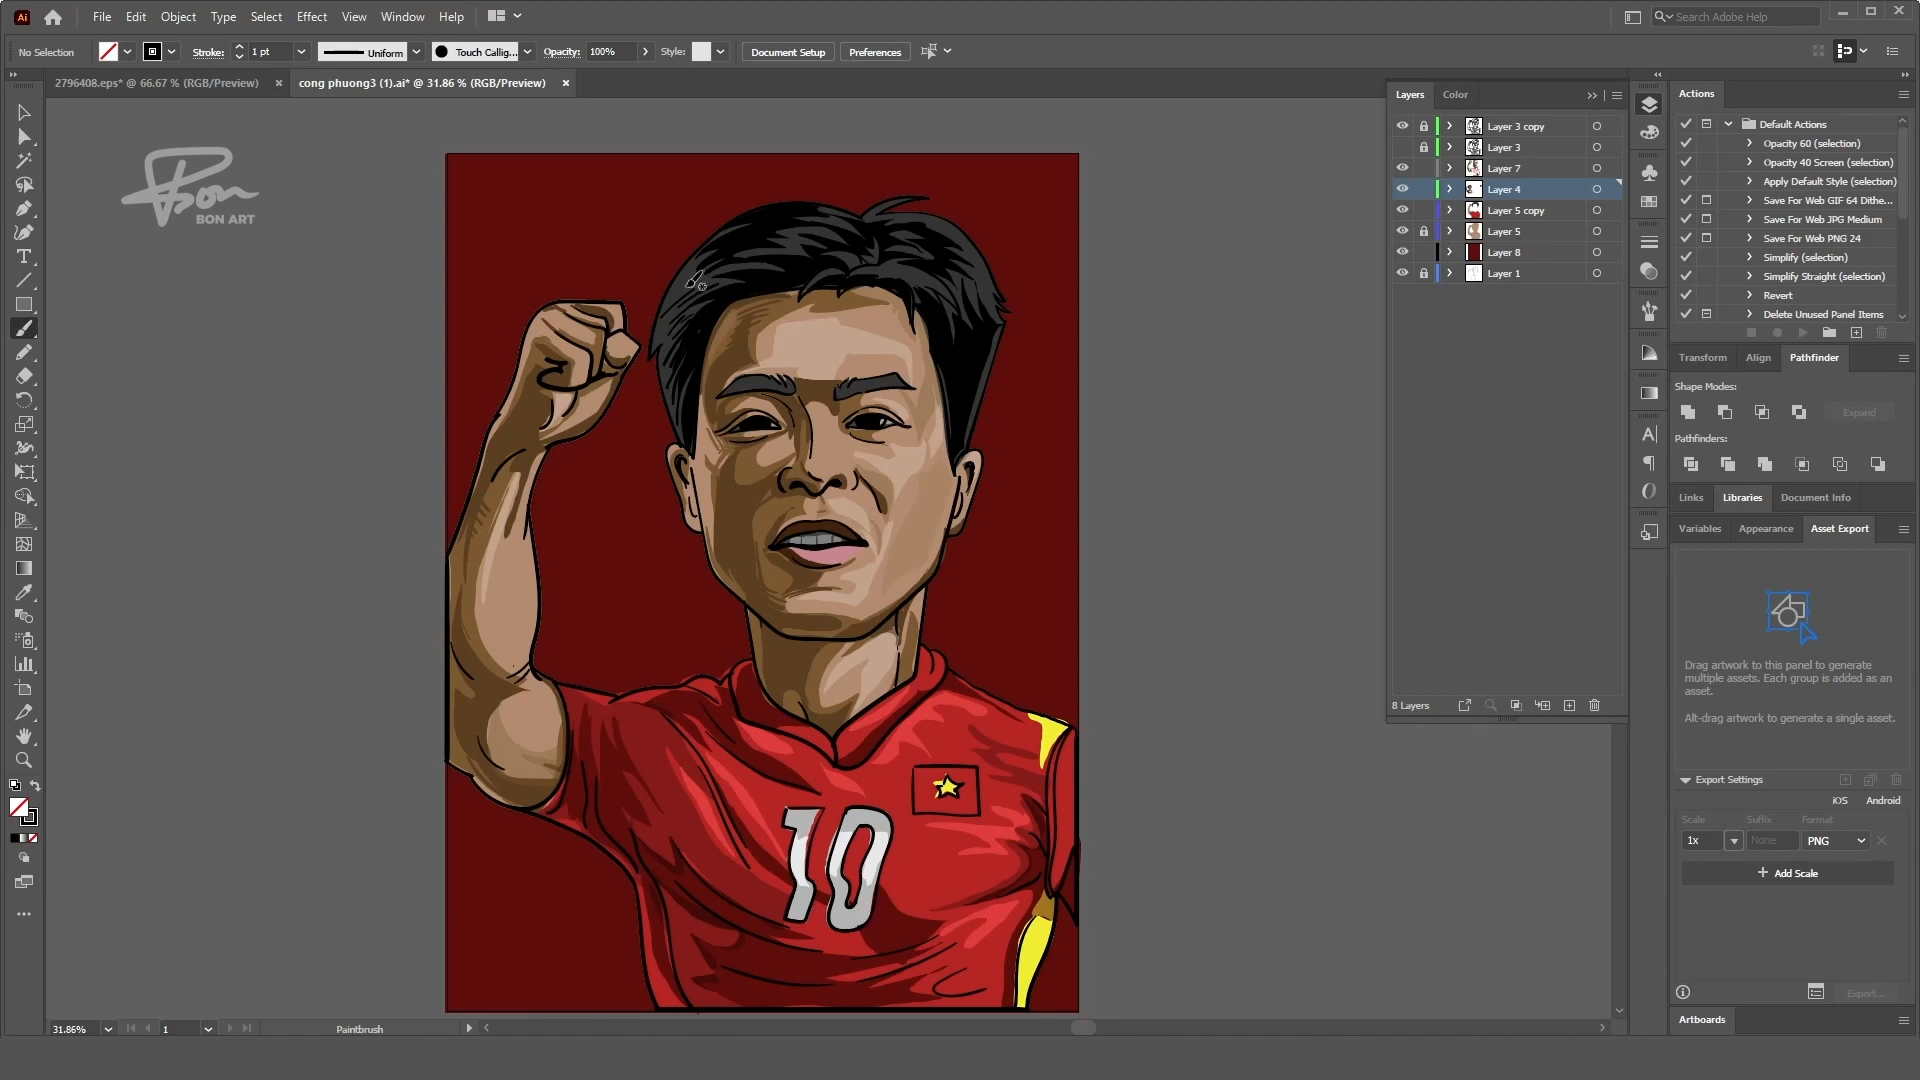 Ai File Edit Object Type Select Effect View Window Help Search Adobe Help
No Selection Stroke: 1 pt Uniform Touch Callig... Opacity: 100% Style: Document Setup Preferences
2796408.eps* @ 66.67 % (RGB/Preview) cong phuong3 (1).ai* @ 31.86 % (RGB/Preview)
Layers Color
Layer 3 copy
Layer 3
Layer 7
Layer 4
Layer 5 copy
Layer 5
Layer 8
Layer 1
8 Layers
Actions
Default Actions
Opacity 60 (selection)
Opacity 40 Screen (selection)
Apply Default Style (selection)
Save For Web GIF 64 Dithe...
Save For Web JPG Medium
Save For Web PNG 24
Simplify (selection)
Simplify Straight (selection)
Revert
Delete Unused Panel Items
Transform Align Pathfinder
Shape Modes:
Expand
Pathfinders:
Links Libraries Document Info
Variables Appearance Asset Export
Drag artwork to this panel to generate
multiple assets. Each group is added as an
asset.
Alt-drag artwork to generate a single asset.
Export Settings
iOS Android
Scale Suffix Format
1x None PNG
+ Add Scale
Export...
Artboards
Bon
BON ART
10
31.86% 1 Paintbrush